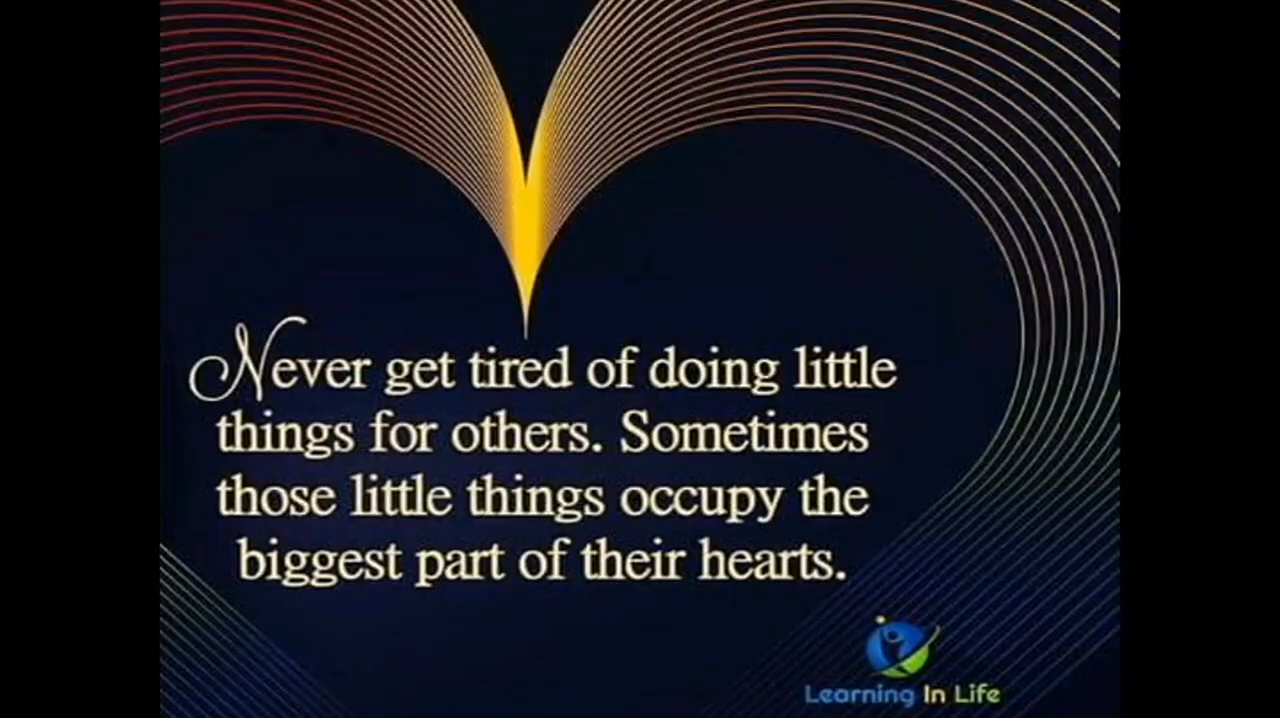 Never get tired of doing little
things for others. Sometimes
those little things occupy the
biggest part of their hearts.
Learning In Life